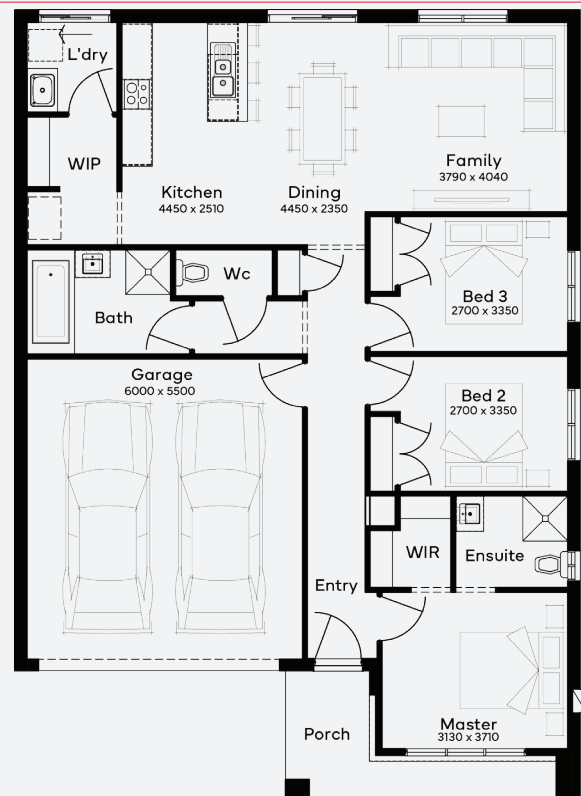 L'dry
WIP
Kitchen
4450 x 2510
Dining
4450 x 2350
Family
3790 x 4040
Wc
Bath
Bed 3
2700 x 3350
Garage
6000 x 5500
Bed 2
2700 x 3350
WIR
Ensuite
Entry
Porch
Master
3130 x 3710